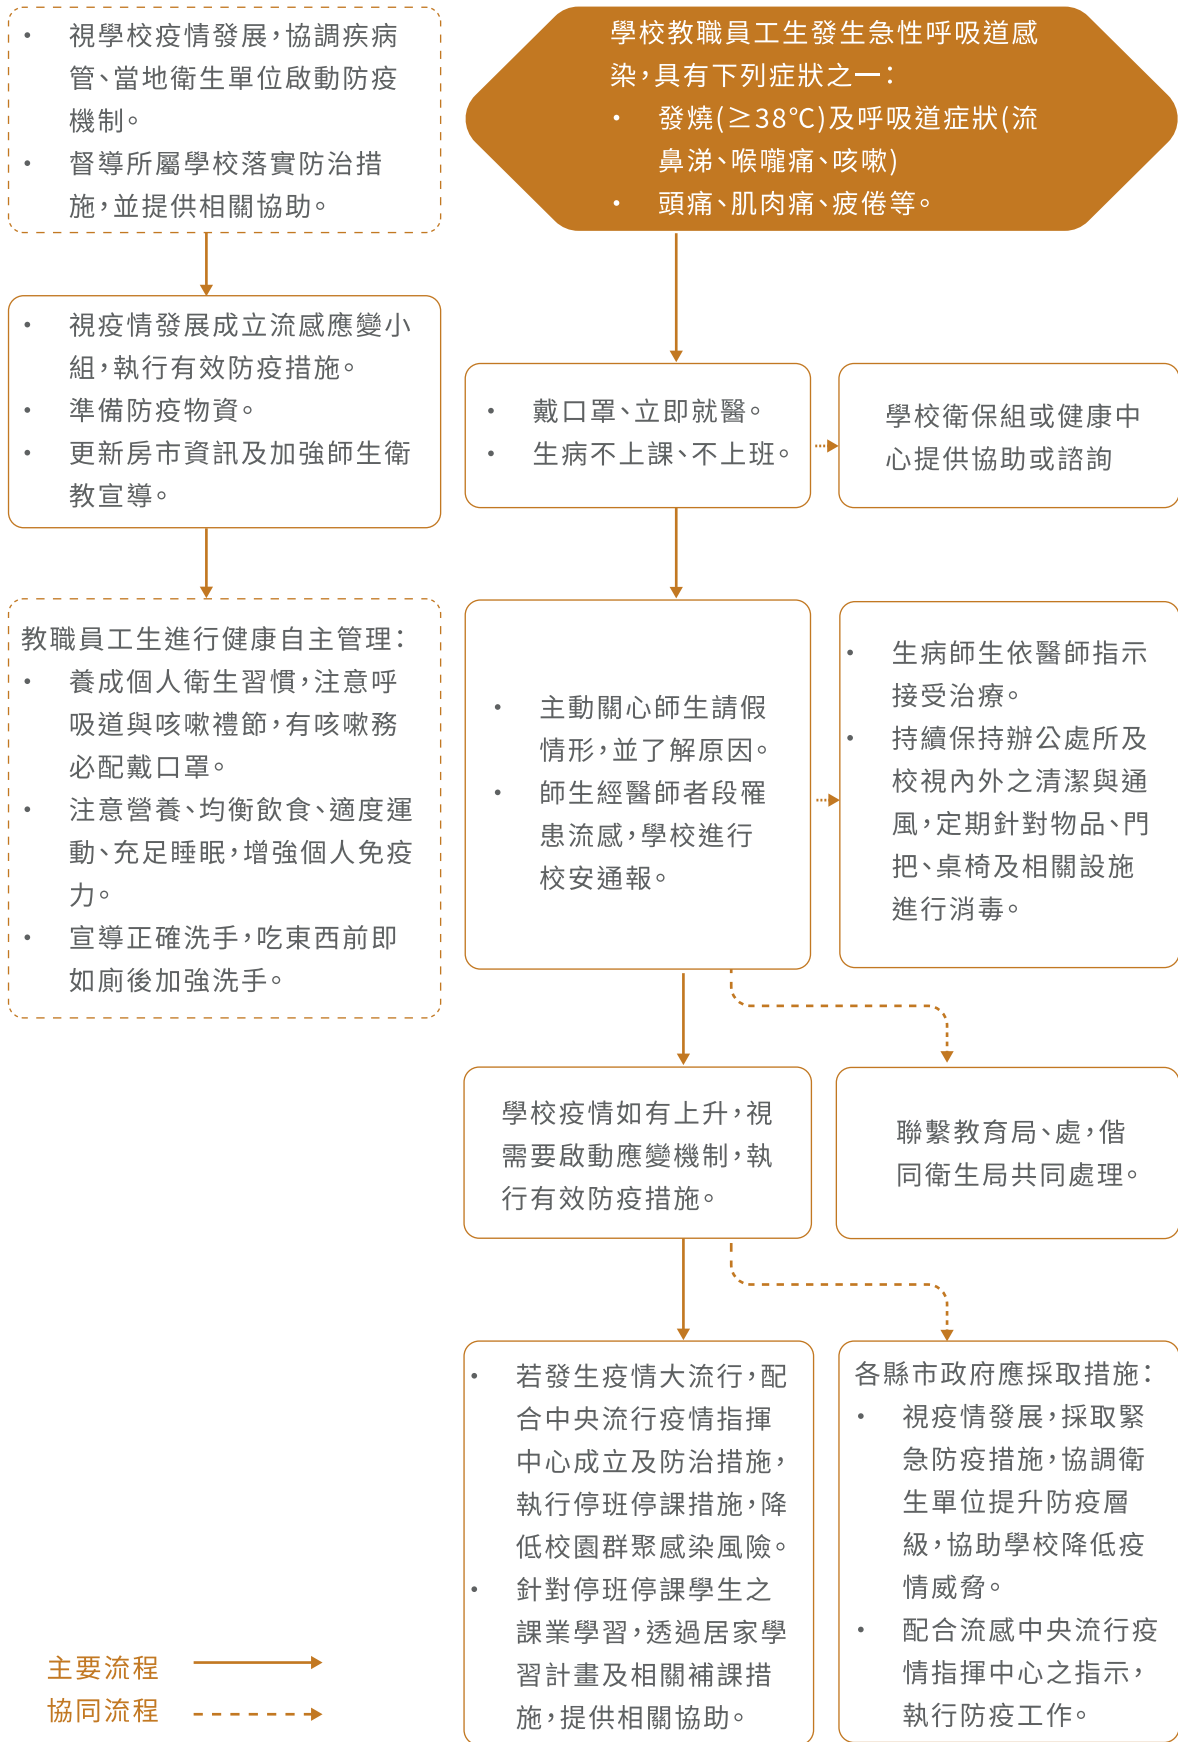 • 視學校疫情發展，協調疾病
管、當地衛生單位啟動防疫
機制。
• 督導所屬學校落實防治措
施，並提供相關協助。
• 視疫情發展成立流感應變小
組，執行有效防疫措施。
• 準備防疫物資。
• 更新房市資訊及加強師生衛
教宣導。
教職員工生進行健康自主管理：
• 養成個人衛生習慣，注意呼
吸道與咳嗽禮節，有咳嗽務
必配戴口罩。
• 注意營養、均衡飲食、適度運
動、充足睡眠，增強個人免疫
力。
• 宣導正確洗手，吃東西前即
如廁後加強洗手。
學校教職員工生發生急性呼吸道感
染，具有下列症狀之一：
• 發燒(≥38℃)及呼吸道症狀(流
鼻涕、喉嚨痛、咳嗽)
• 頭痛、肌肉痛、疲倦等。
• 戴口罩、立即就醫。
• 生病不上課、不上班。
學校衛保組或健康中
心提供協助或諮詢
• 主動關心師生請假
情形，並了解原因。
• 師生經醫師者段罹
患流感，學校進行
校安通報。
• 生病師生依醫師指示
接受治療。
• 持續保持辦公處所及
校視內外之清潔與通
風，定期針對物品、門
把、桌椅及相關設施
進行消毒。
學校疫情如有上升，視
需要啟動應變機制，執
行有效防疫措施。
聯繫教育局、處，偕
同衛生局共同處理。
• 若發生疫情大流行，配
合中央流行疫情指揮
中心成立及防治措施，
執行停班停課措施，降
低校園群聚感染風險。
• 針對停班停課學生之
課業學習，透過居家學
習計畫及相關補課措
施，提供相關協助。
各縣市政府應採取措施：
• 視疫情發展，採取緊
急防疫措施，協調衛
生單位提升防疫層
級，協助學校降低疫
情威脅。
• 配合流感中央流行疫
情指揮中心之指示，
執行防疫工作。
主要流程
協同流程